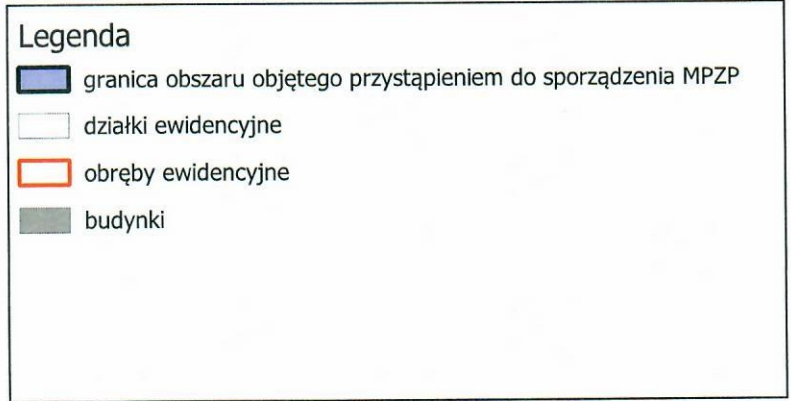 Legenda
granica obszaru objętego przystąpieniem do sporządzenia MPZP
działki ewidencyjne
obręby ewidencyjne
budynki